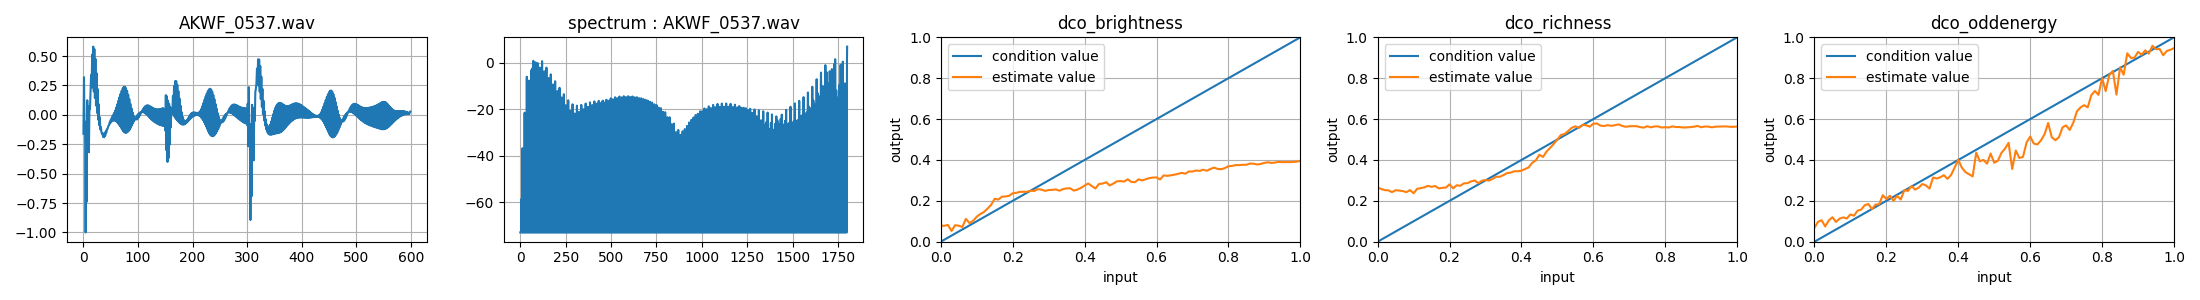 AKWF_0537.wav
0.50
0.25
0.00
−0.25
−0.50
−0.75
−1.00
0 100 200 300 400 500 600
spectrum : AKWF_0537.wav
0
−20
−40
−60
0 250 500 750 1000 1250 1500 1750
dco_brightness
condition value
estimate value
output
1.0
0.8
0.6
0.4
0.2
0.0
0.0 0.2 0.4 0.6 0.8 1.0
input
dco_richness
condition value
estimate value
output
1.0
0.8
0.6
0.4
0.2
0.0
0.0 0.2 0.4 0.6 0.8 1.0
input
dco_oddenergy
condition value
estimate value
output
1.0
0.8
0.6
0.4
0.2
0.0
0.0 0.2 0.4 0.6 0.8 1.0
input